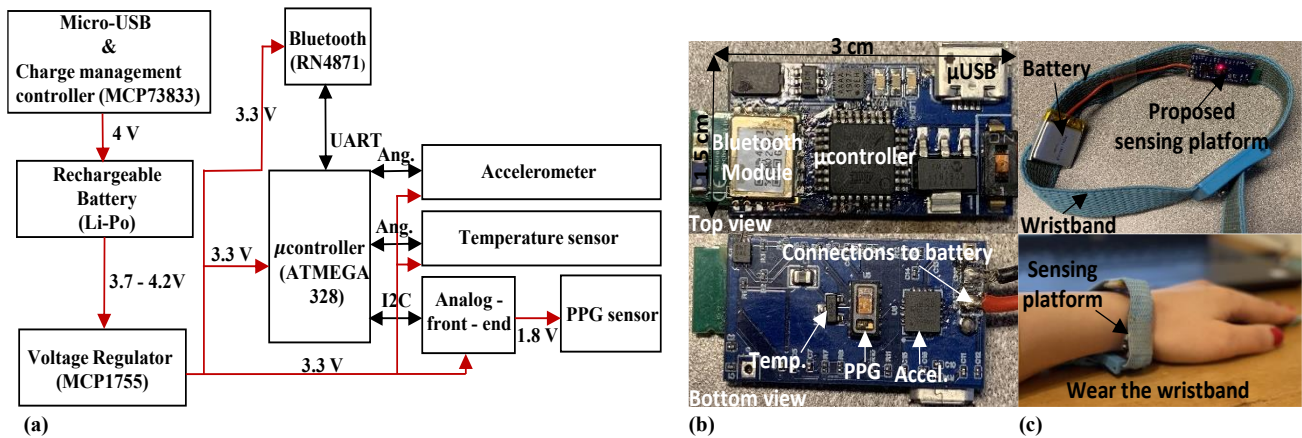 (a)
Micro-USB
&
Charge management
controller (MCP73833)
4 V
Rechargeable
Battery
(Li-Po)
3.7 - 4.2V
Voltage Regulator
(MCP1755)
Bluetooth
(RN4871)
3.3 V
UART
3.3 V
µcontroller
(ATMEGA
328)
Ang.
Accelerometer
Ang.
Temperature sensor
I2C
Analog -
front - end
1.8 V
PPG sensor
3.3 V
(b)
3 cm
1.5 cm
µUSB
Bluetooth
Module
µcontroller
Top view
Connections to battery
Temp.
PPG
Accel.
Bottom view
(c)
Battery
Proposed
sensing platform
Wristband
Sensing
platform
Wear the wristband